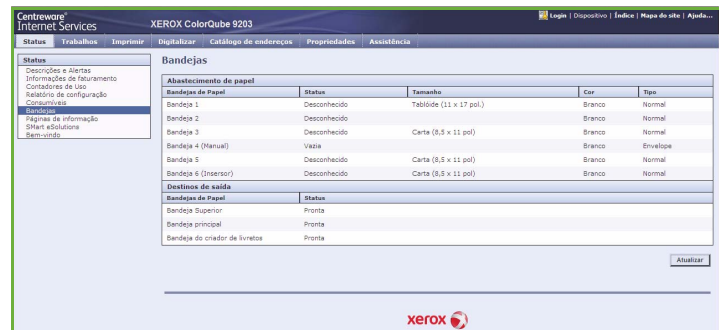 Centreware®
Internet Services
XEROX ColorQube 9203
Login | Dispositivo | Índice | Mapa do site | Ajuda...
Status Trabalhos Imprimir Digitalizar Catálogo de endereços Propriedades Assistência
Status
Descrições e Alertas
Informações de faturamento
Contadores de Uso
Relatório de configuração
Consumíveis
Bandejas
Páginas de informação
SMart eSolutions
Bem-vindo
Bandejas
Abastecimento de papel
Bandejas de Papel Status Tamanho Cor Tipo
Bandeja 1 Desconhecido Tablóide (11 x 17 pol.) Branco Normal
Bandeja 2 Desconhecido Branco Normal
Bandeja 3 Desconhecido Carta (8,5 x 11 pol) Branco Normal
Bandeja 4 (Manual) Vazia Branco Envelope
Bandeja 5 Desconhecido Carta (8,5 x 11 pol) Branco Normal
Bandeja 6 (Insersor) Desconhecido Carta (8,5 x 11 pol) Branco Normal
Destinos de saída
Bandejas de Papel Status
Bandeja Superior Pronta
Bandeja principal Pronta
Bandeja do criador de livretos Pronta
Atualizar
xerox